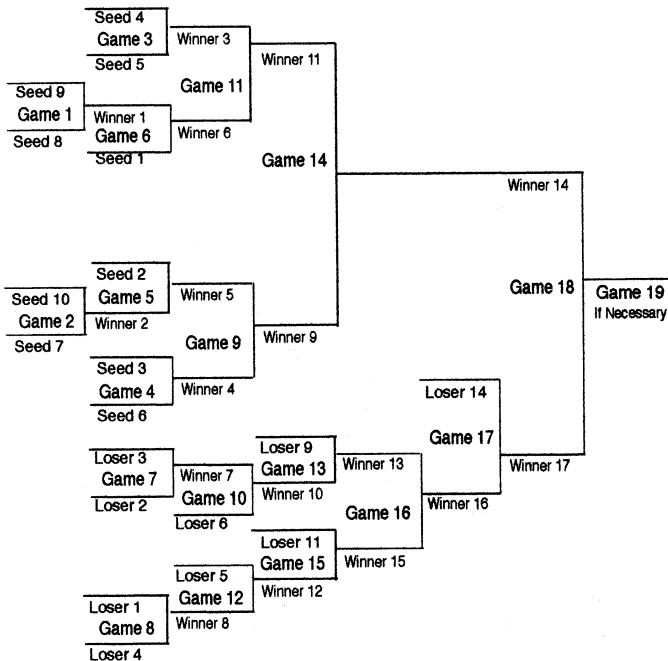 Seed 4
Game 3
Seed 5
Winner 3
Winner 11
Game 11
Seed 9
Game 1
Seed 8
Winner 1
Game 6
Seed 1
Winner 6
Game 14
Winner 14
Seed 2
Game 5
Winner 2
Seed 10
Game 2
Seed 7
Winner 5
Game 9
Winner 9
Seed 3
Game 4
Seed 6
Winner 4
Game 18
Game 19
If Necessary
Loser 14
Game 17
Winner 17
Loser 3
Game 7
Loser 2
Winner 7
Game 10
Loser 6
Loser 9
Game 13
Winner 10
Winner 13
Game 16
Winner 16
Loser 11
Game 15
Winner 12
Winner 15
Loser 5
Game 12
Winner 8
Loser 1
Game 8
Loser 4